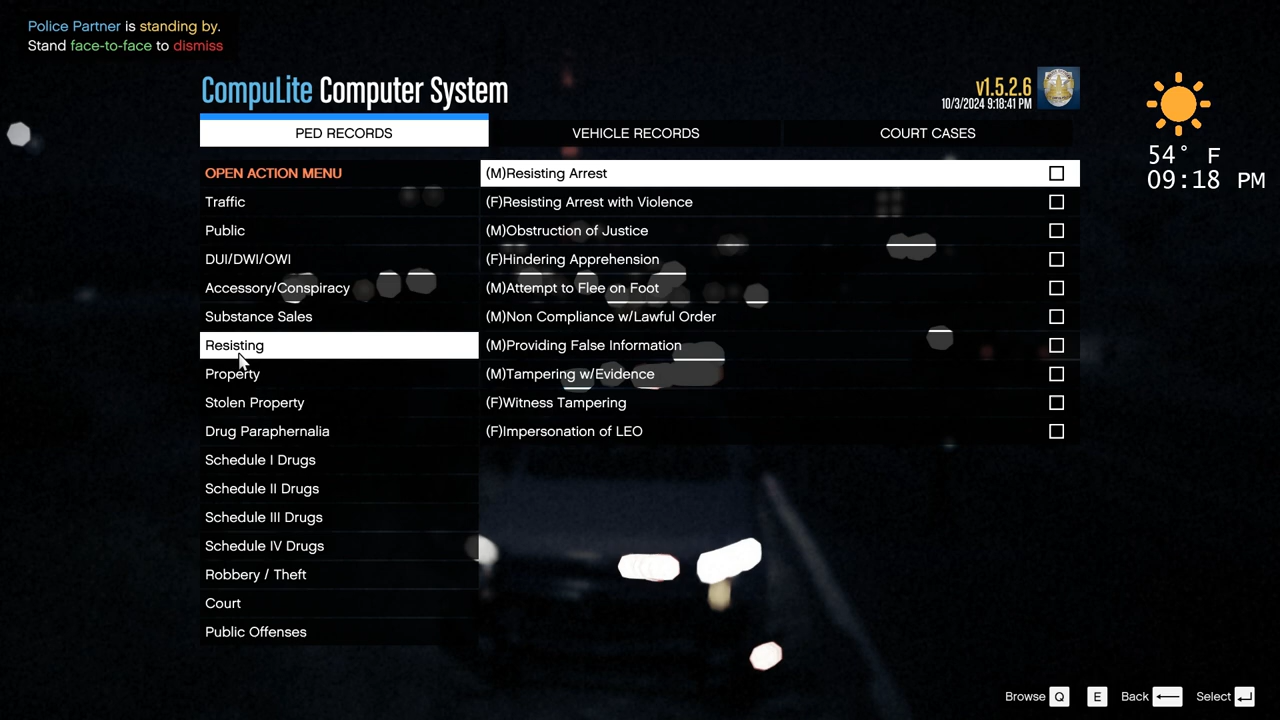 Police Partner is standing by.
Stand face-to-face to dismiss
CompuLite Computer System
v1.5.2.6
10/3/2024 9:18:41 PM
54° F
09:18 PM
PED RECORDS
VEHICLE RECORDS
COURT CASES
OPEN ACTION MENU
Traffic
Public
DUI/DWI/OWI
Accessory/Conspiracy
Substance Sales
Resisting
Property
Stolen Property
Drug Paraphernalia
Schedule I Drugs
Schedule II Drugs
Schedule III Drugs
Schedule IV Drugs
Robbery / Theft
Court
Public Offenses
(M)Resisting Arrest
(F)Resisting Arrest with Violence
(M)Obstruction of Justice
(F)Hindering Apprehension
(M)Attempt to Flee on Foot
(M)Non Compliance w/Lawful Order
(M)Providing False Information
(M)Tampering w/Evidence
(F)Witness Tampering
(F)Impersonation of LEO
Browse Q E Back Select